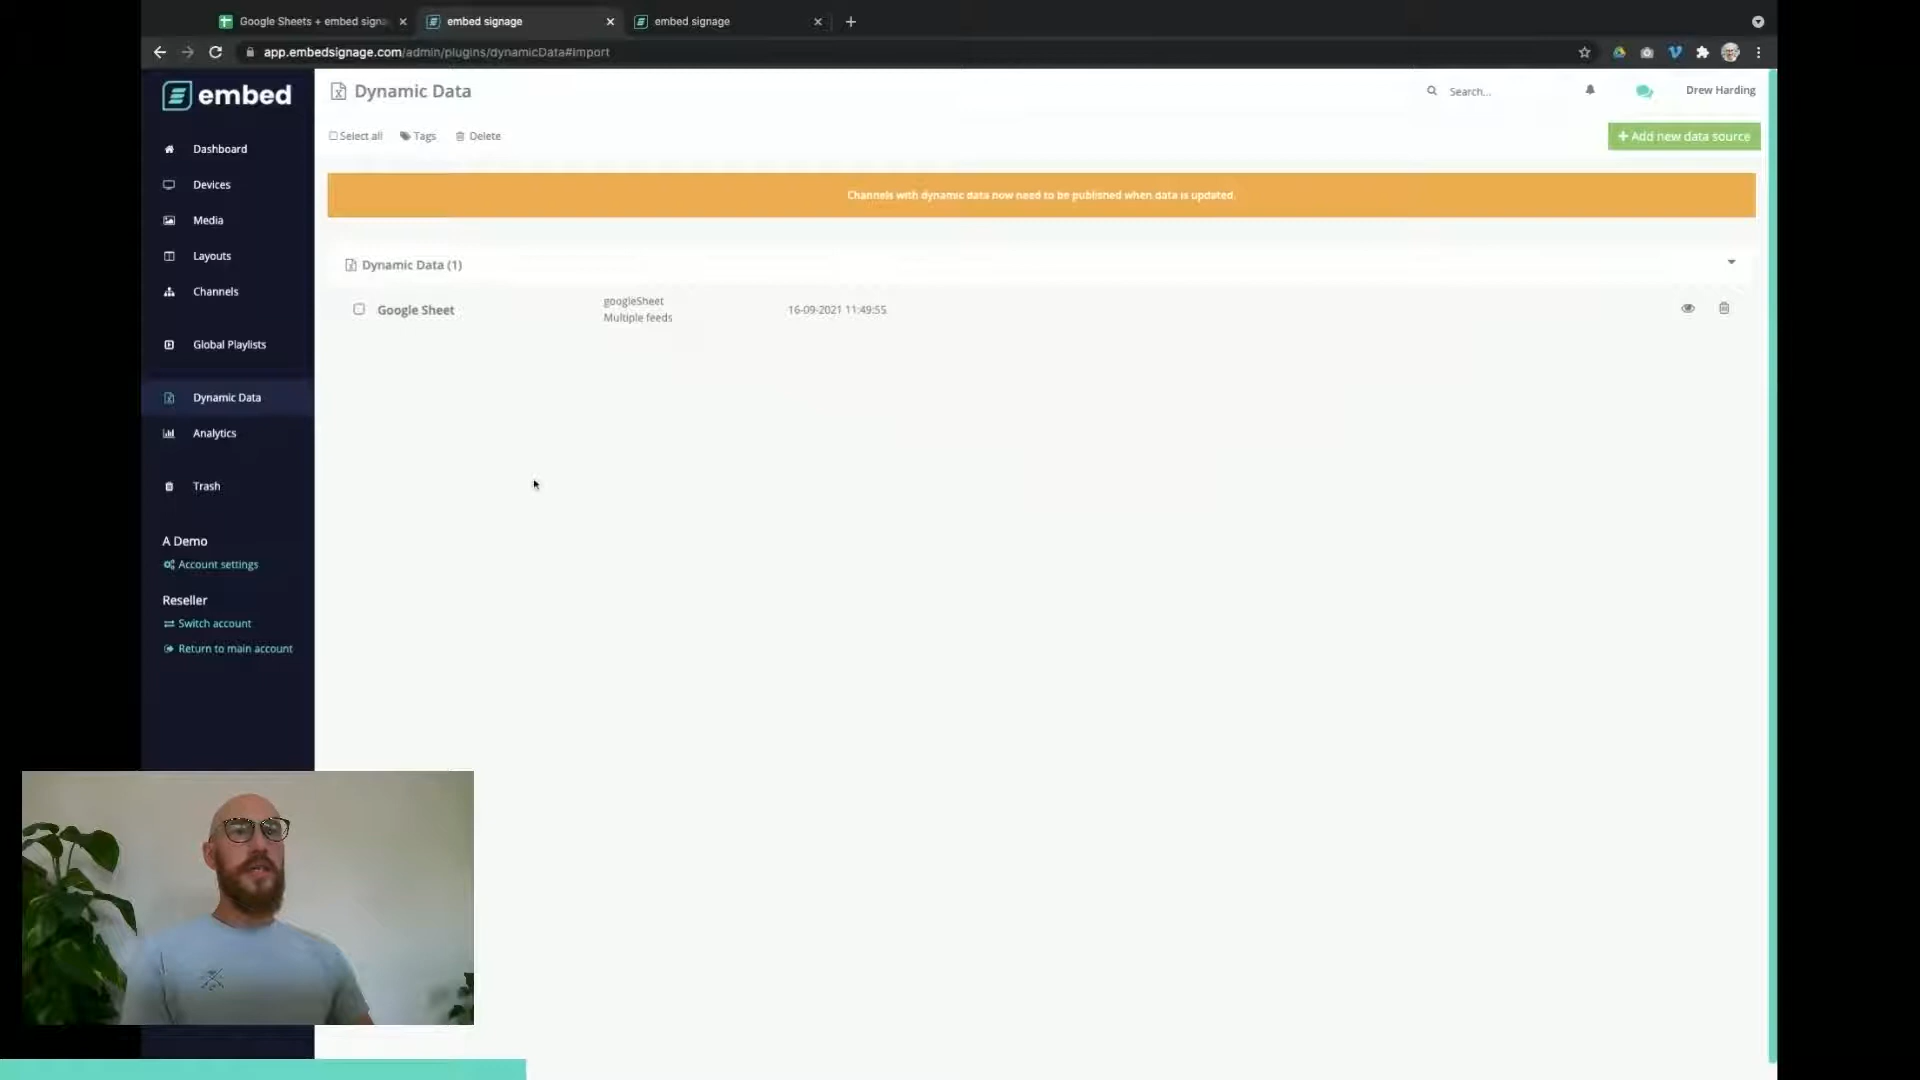 Google Sheets + embed signa
embed signage
embed signage
app.embedsignage.com/admin/plugins/dynamicData#import
embed
Dynamic Data
Search...
Drew Harding
Select all
Tags
Delete
+ Add new data source
Channels with dynamic data now need to be published when data is updated.
Dynamic Data (1)
Google Sheet
googleSheet
Multiple feeds
16-09-2021 11:49:55
Dashboard
Devices
Media
Layouts
Channels
Global Playlists
Dynamic Data
Analytics
Trash
A Demo
Account settings
Reseller
Switch account
Return to main account